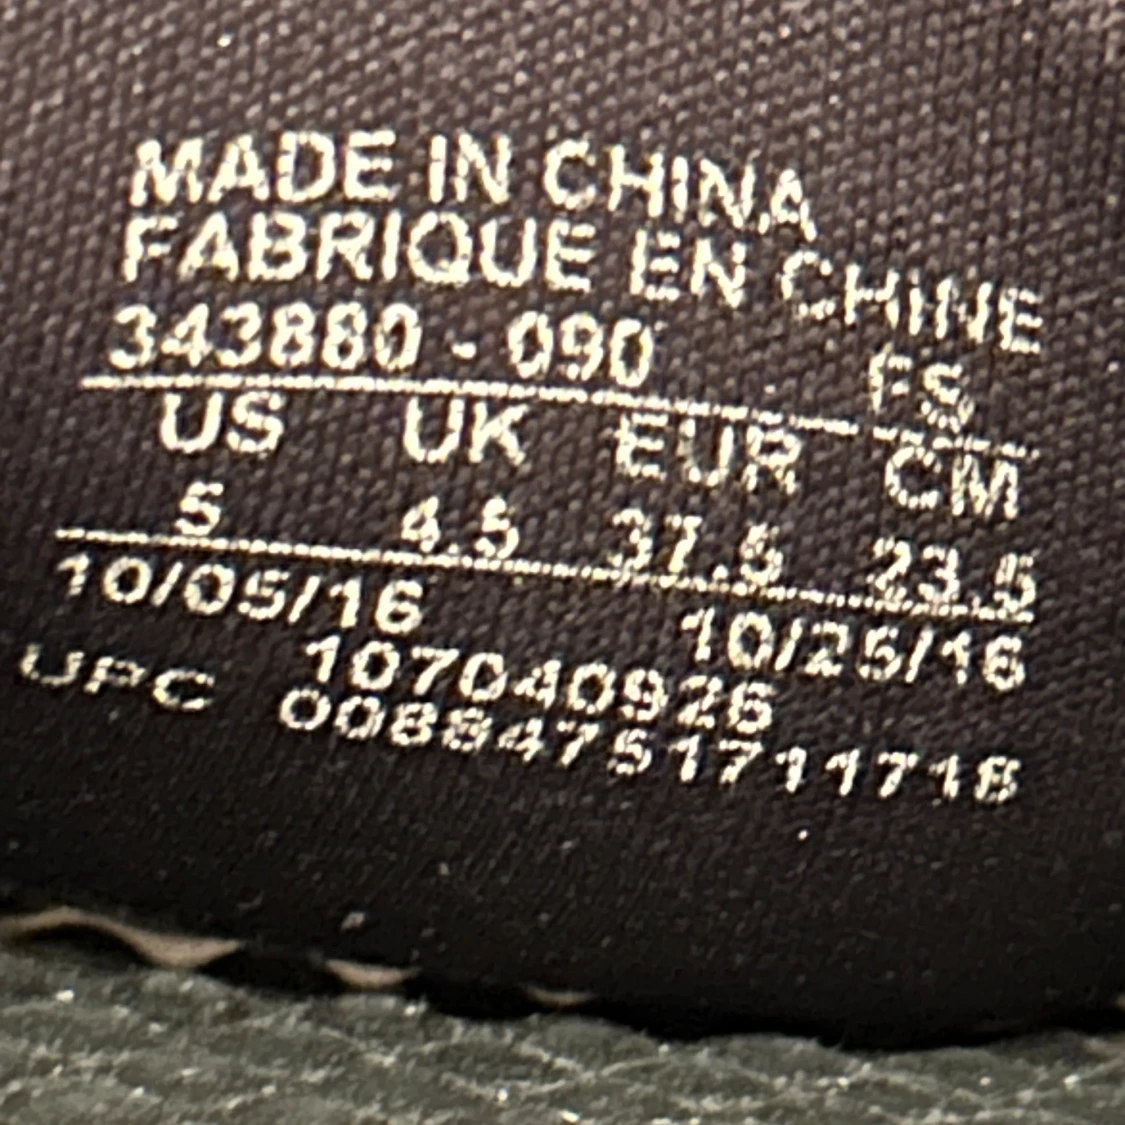 MADE IN CHINA
FABRIQUE EN CHINE
343880 - 090 FS
US UK EUR CM
5 4.5 37.5 23.5
10/05/16 10/25/16
107040926
UPC 00884751711718